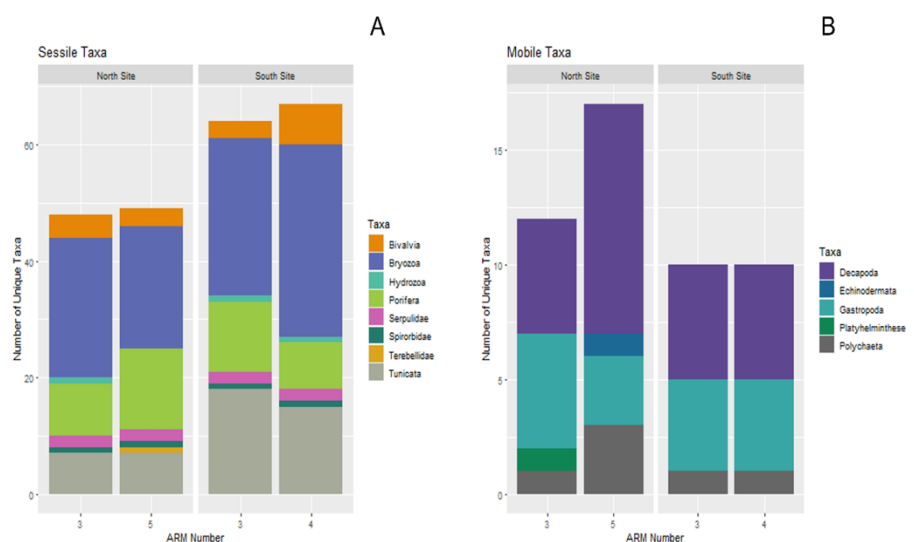 A
Sessile Taxa
North Site
South Site
60
40
20
0
Number of Unique Taxa
3
5
3
4
ARM Number
Taxa
Bivalvia
Bryozoa
Hydrozoa
Porifera
Serpulidae
Spirorbidae
Terebellidae
Tunicata
B
Mobile Taxa
North Site
South Site
15
10
5
0
Number of Unique Taxa
3
5
3
4
ARM Number
Taxa
Decapoda
Echinodermata
Gastropoda
Platyhelminthese
Polychaeta